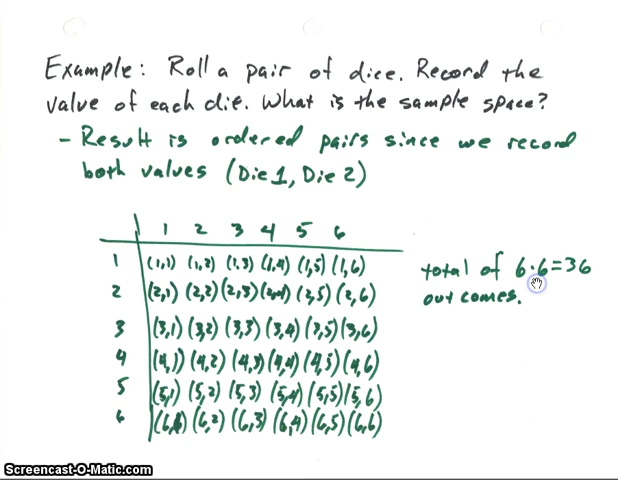 Example: Roll a pair of dice. Record the
value of each die. What is the sample space?
- Result is ordered pairs since we record
both values (Die 1, Die 2)
1 2 3 4 5 6
1 (1,1) (1,2) (1,3) (1,4) (1,5) (1,6)
2 (2,1) (2,2) (2,3) (2,4) (2,5) (2,6)
3 (3,1) (3,2) (3,3) (3,4) (3,5) (3,6)
4 (4,1) (4,2) (4,3) (4,4) (4,5) (4,6)
5 (5,1) (5,2) (5,3) (5,4) (5,5) (5,6)
6 (6,1) (6,2) (6,3) (6,4) (6,5) (6,6)
total of 6·6=36
outcomes.
Screencast-O-Matic.com